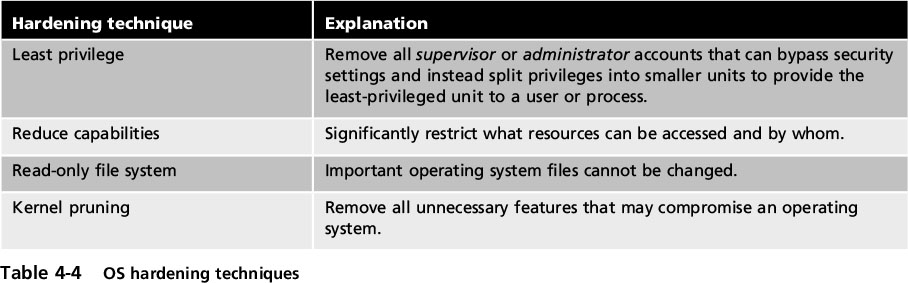 Hardening technique Explanation
Least privilege Remove all supervisor or administrator accounts that can bypass security
settings and instead split privileges into smaller units to provide the
least-privileged unit to a user or process.
Reduce capabilities Significantly restrict what resources can be accessed and by whom.
Read-only file system Important operating system files cannot be changed.
Kernel pruning Remove all unnecessary features that may compromise an operating
system.
Table 4-4 OS hardening techniques